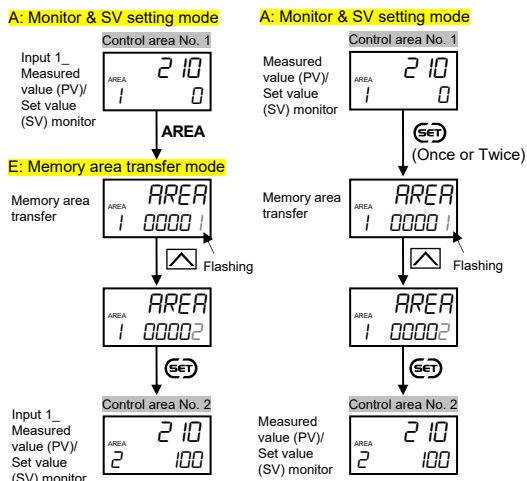 A: Monitor & SV setting mode
Control area No. 1
Input 1_
Measured
value (PV)/
Set value
(SV) monitor
210
AREA
1 0
AREA
E: Memory area transfer mode
Memory area
transfer
AREA
AREA
1 00001
Flashing
AREA
AREA
1 00002
SET
Control area No. 2
Input 1_
Measured
value (PV)/
Set value
(SV) monitor
210
AREA
2 100
A: Monitor & SV setting mode
Control area No. 1
Measured
value (PV)/
Set value
(SV) monitor
210
AREA
1 0
SET
(Once or Twice)
Memory area
transfer
AREA
AREA
1 00001
Flashing
AREA
AREA
1 00002
SET
Control area No. 2
Measured
value (PV)/
Set value
(SV) monitor
210
AREA
2 100